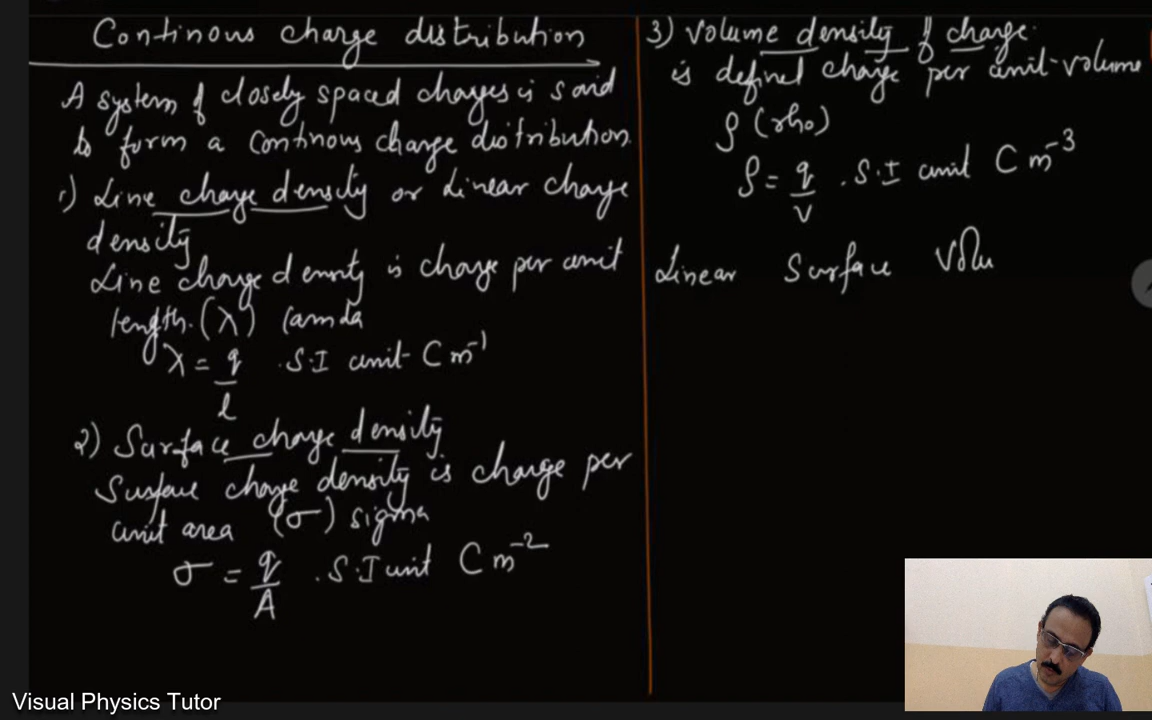 Continous charge distribution
A system of closely spaced charges is said
to form a continous charge distribution.
1) Line charge density or Linear charge
density
Line charge density is charge per unit
length. (λ) lamda
λ = q/l . S.I unit - C m⁻¹
2) Surface charge density
Surface charge density is charge per
unit area (σ) sigma
σ = q/A . S.I unit C m⁻²
3) Volume density of charge.
is defined charge per unit-volume
ρ (rho)
ρ = q/v . S.I unit C m⁻³
Linear Surface Volu
Visual Physics Tutor